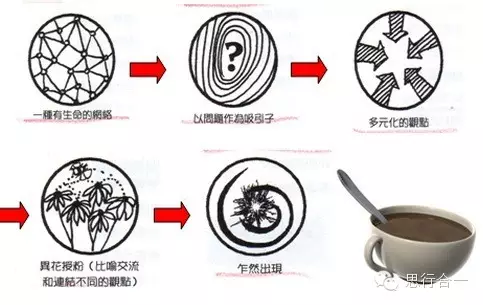 一種有生命的網絡
?
以問題作為吸引子
多元化的觀點
異花授粉（比喻交流
和連結不同的觀點）
乍然出現
思行合一